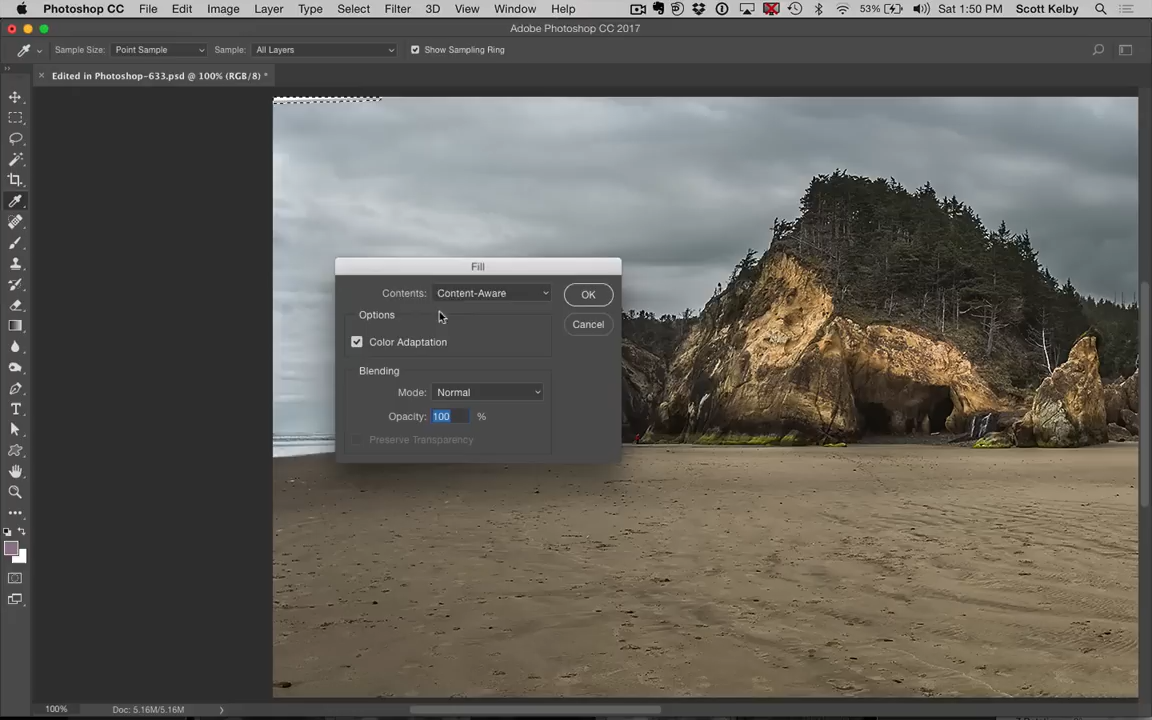 Photoshop CC File Edit Image Layer Type Select Filter 3D View Window Help 53% Sat 1:50 PM Scott Kelby
Adobe Photoshop CC 2017
Sample Size: Point Sample Sample: All Layers Show Sampling Ring
× Edited in Photoshop-633.psd @ 100% (RGB/8) *
Fill
Contents: Content-Aware OK
Options
Cancel
Color Adaptation
Blending
Mode: Normal
Opacity: 100 %
Preserve Transparency
100% Doc: 5.16M/5.16M